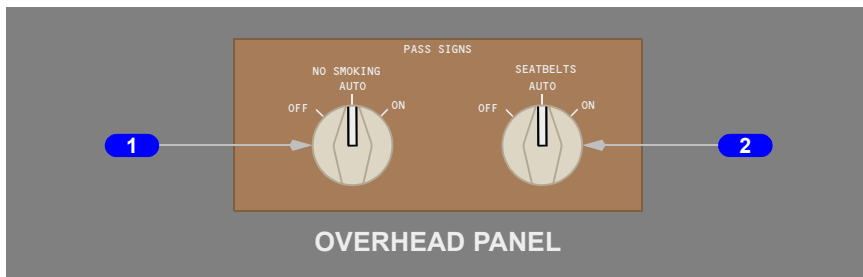 PASS SIGNS
NO SMOKING
AUTO
OFF
ON
SEATBELTS
AUTO
OFF
ON
1
2
OVERHEAD PANEL